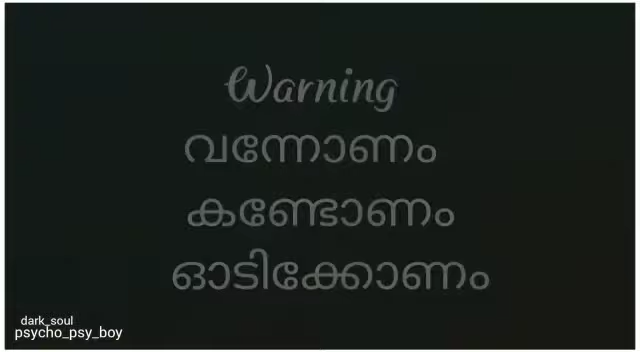 Warning
വന്നോണം
കണ്ടോണം
ഓടിക്കോണം
dark_soul
psycho_psy_boy